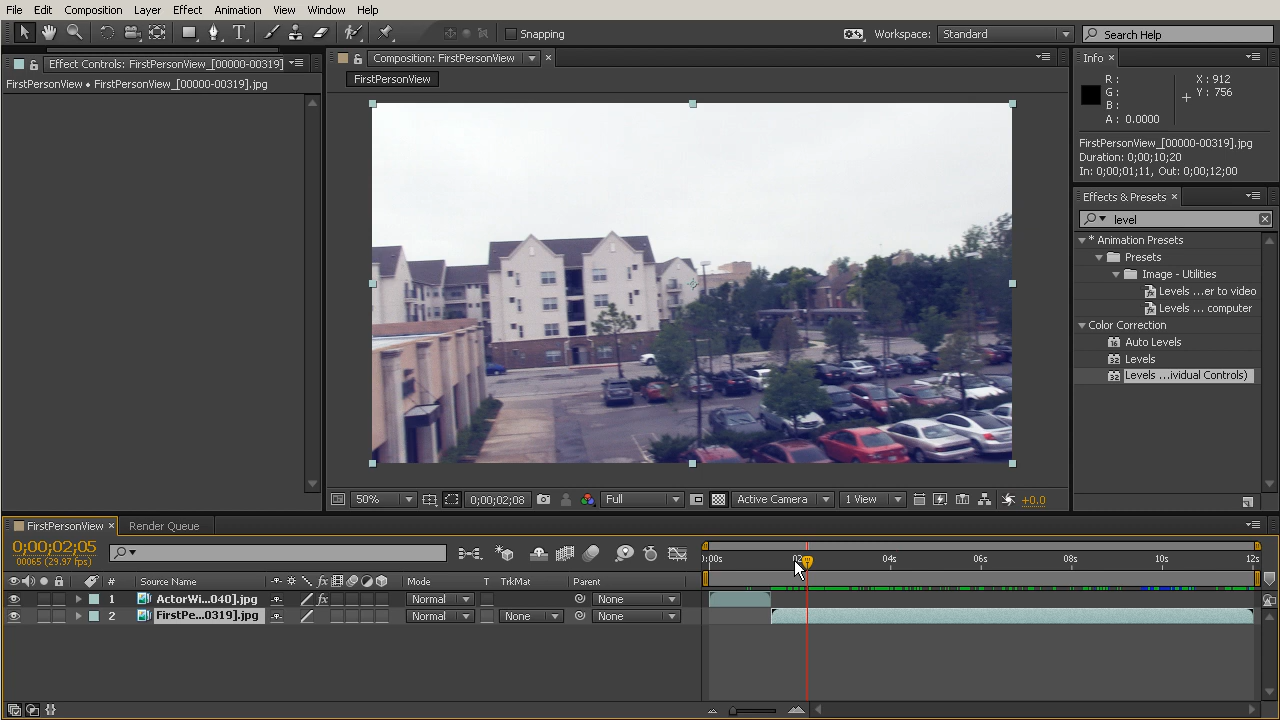 File Edit Composition Layer Effect Animation View Window Help
Snapping
Workspace: Standard
Search Help
Effect Controls: FirstPersonView_[00000-00319]
FirstPersonView • FirstPersonView_[00000-00319].jpg
Composition: FirstPersonView
FirstPersonView
Info
R :
G :
B :
A : 0.0000
X : 912
Y : 756
FirstPersonView_[00000-00319].jpg
Duration: 0;00;10;20
In: 0;00;01;11, Out: 0;00;12;00
Effects & Presets
level
* Animation Presets
Presets
Image - Utilities
Levels ...er to video
Levels ... computer
Color Correction
Auto Levels
Levels
Levels ...ividual Controls)
50%
0;00;02;08
Full
Active Camera
1 View
+0.0
FirstPersonView
Render Queue
0;00;02;05
00065 (29.97 fps)
# Source Name Mode T TrkMat Parent
1 ActorWi...040].jpg Normal None
2 FirstPe...0319].jpg Normal None None
):00s 02 04s 06s 08s 10s 12s